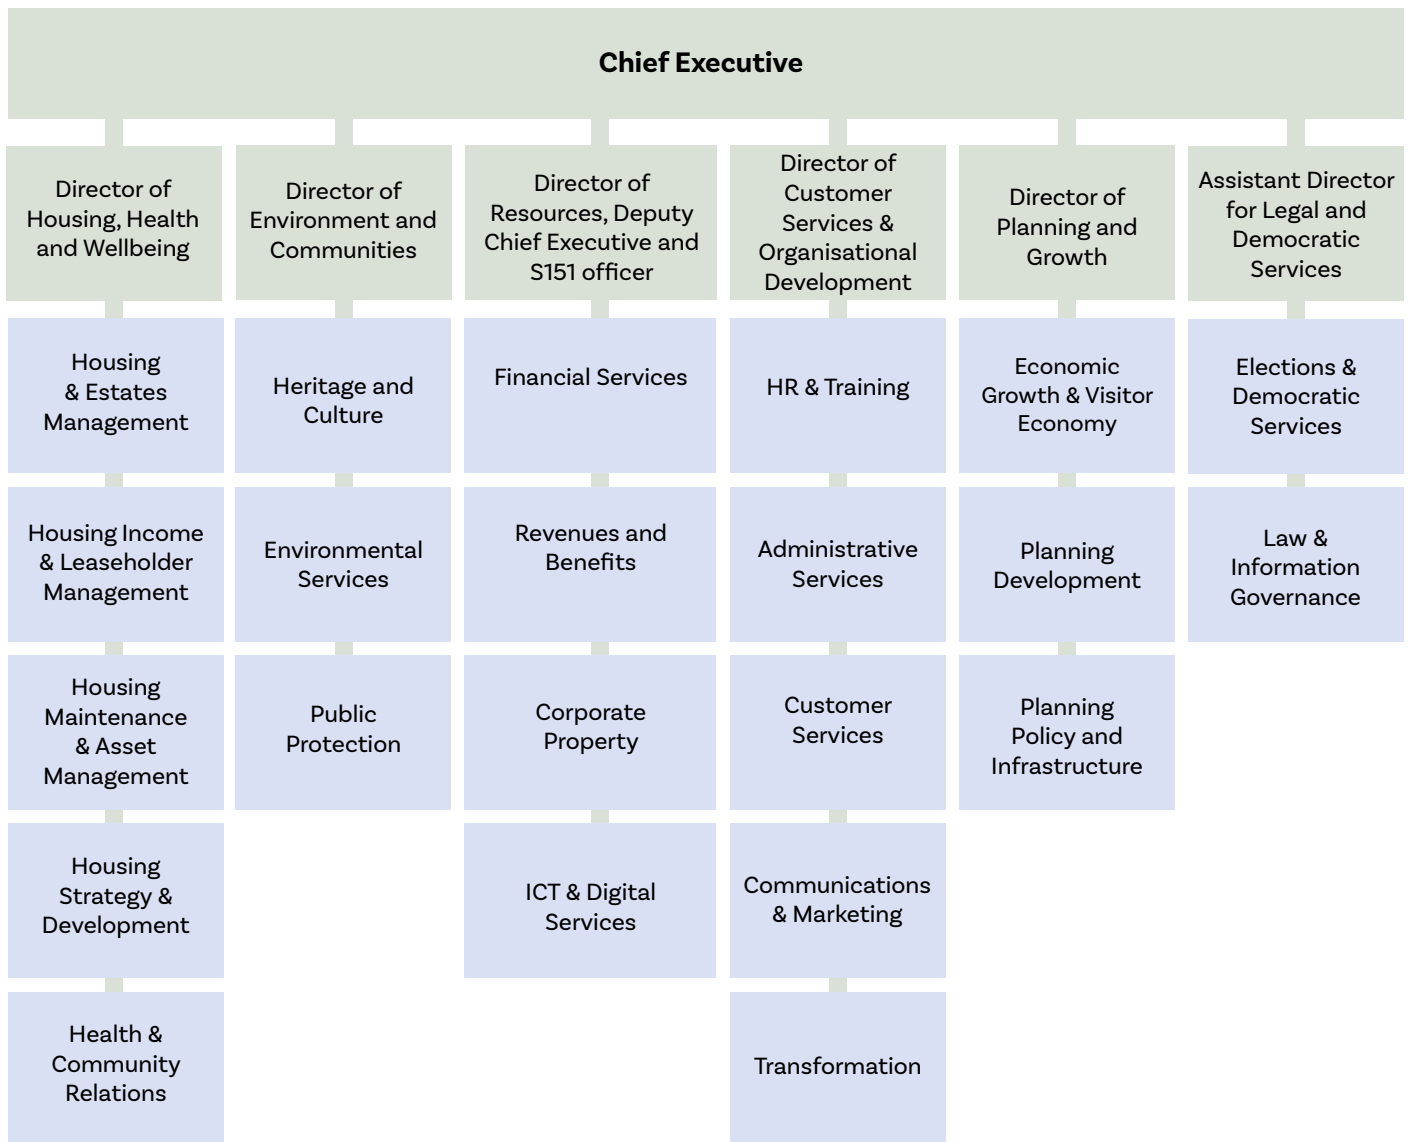 Chief Executive
Director of
Housing, Health
and Wellbeing
Director of
Environment and
Communities
Director of
Resources, Deputy
Chief Executive and
S151 officer
Director of
Customer
Services &
Organisational
Development
Director of
Planning and
Growth
Assistant Director
for Legal and
Democratic
Services
Housing
& Estates
Management
Heritage and
Culture
Financial Services
HR & Training
Economic
Growth & Visitor
Economy
Elections &
Democratic
Services
Housing Income
& Leaseholder
Management
Environmental
Services
Revenues and
Benefits
Administrative
Services
Planning
Development
Law &
Information
Governance
Housing
Maintenance
& Asset
Management
Public
Protection
Corporate
Property
Customer
Services
Planning
Policy and
Infrastructure
Housing
Strategy &
Development
ICT & Digital
Services
Communications
& Marketing
Health &
Community
Relations
Transformation